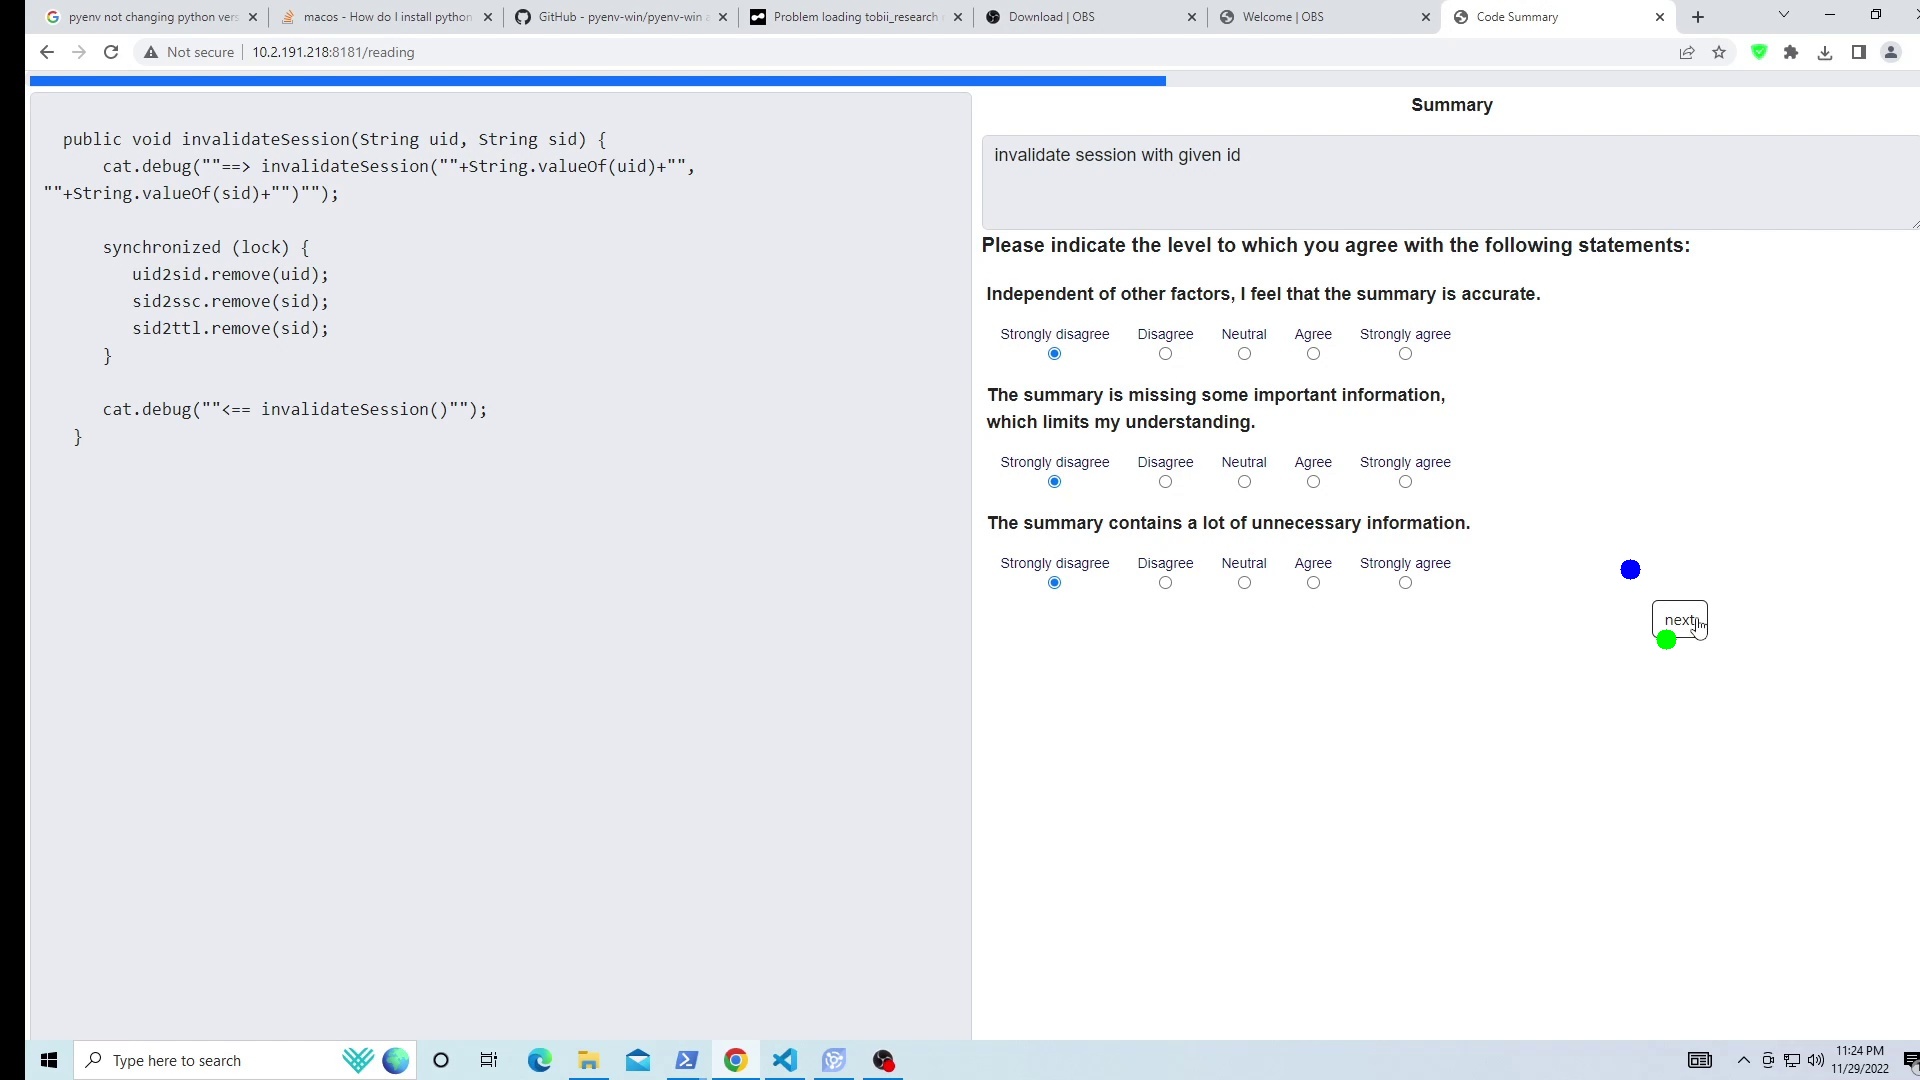 pyenv not changing python vers
macos - How do I install python
GitHub - pyenv-win/pyenv-win a
Problem loading tobii_research
Download | OBS
Welcome | OBS
Code Summary
Not secure
10.2.191.218:8181/reading
public void invalidateSession(String uid, String sid) {
cat.debug(""==> invalidateSession(""+String.valueOf(uid)+"",
""+String.valueOf(sid)+"")"");
synchronized (lock) {
uid2sid.remove(uid);
sid2ssc.remove(sid);
sid2ttl.remove(sid);
}
cat.debug(""<== invalidateSession()"");
}
Summary
invalidate session with given id
Please indicate the level to which you agree with the following statements:
Independent of other factors, I feel that the summary is accurate.
Strongly disagree Disagree Neutral Agree Strongly agree
The summary is missing some important information,
which limits my understanding.
Strongly disagree Disagree Neutral Agree Strongly agree
The summary contains a lot of unnecessary information.
Strongly disagree Disagree Neutral Agree Strongly agree
next
Type here to search
11:24 PM
11/29/2022